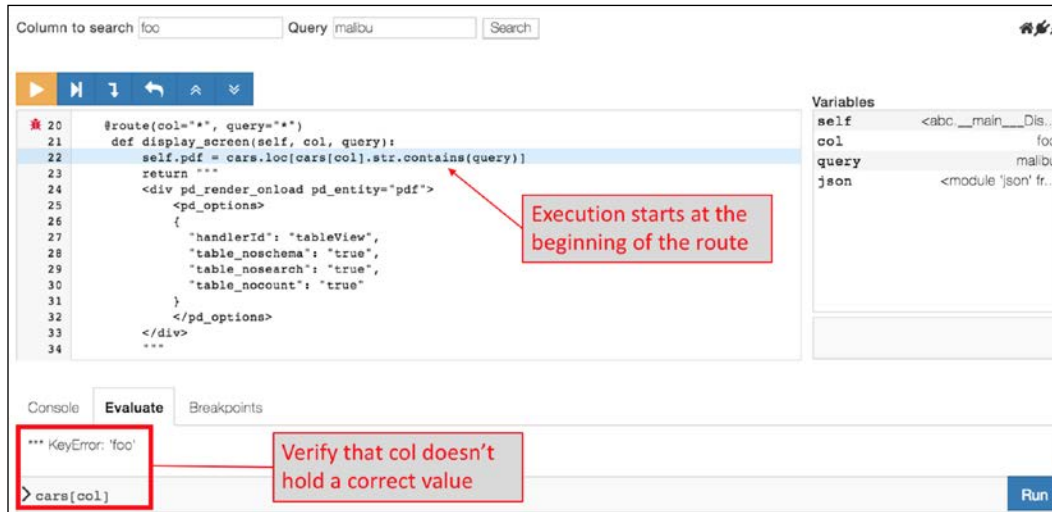 Column to search foo Query malibu Search
20 @route(col="*", query="*")
21 def display_screen(self, col, query):
22 self.pdf = cars.loc[cars[col].str.contains(query)]
23 return """
24 <div pd_render_onload pd_entity="pdf">
25 <pd_options>
26 {
27 "handlerId": "tableView",
28 "table_noschema": "true",
29 "table_nosearch": "true",
30 "table_nocount": "true"
31 }
32 </pd_options>
33 </div>
34 """
Execution starts at the
beginning of the route
Variables
self <abc.__main___Dis...
col foo
query malibu
json <module 'json' fr...
Console Evaluate Breakpoints
*** KeyError: 'foo'
Verify that col doesn't
hold a correct value
> cars[col]
Run